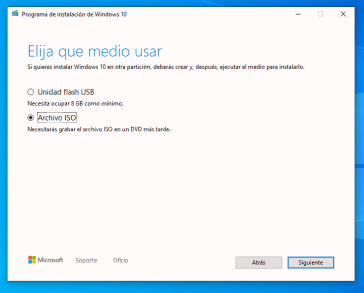 Programa de instalación de Windows 10
Elija que medio usar
Si quieres instalar Windows 10 en otra partición, deberás crear y, después, ejecutar el medio para instalarlo.
Unidad flash USB
Necesita ocupar 8 GB como mínimo.
Archivo ISO
Necesitarás grabar el archivo ISO en un DVD más tarde.
Microsoft Soporte Oficio Atrás Siguiente